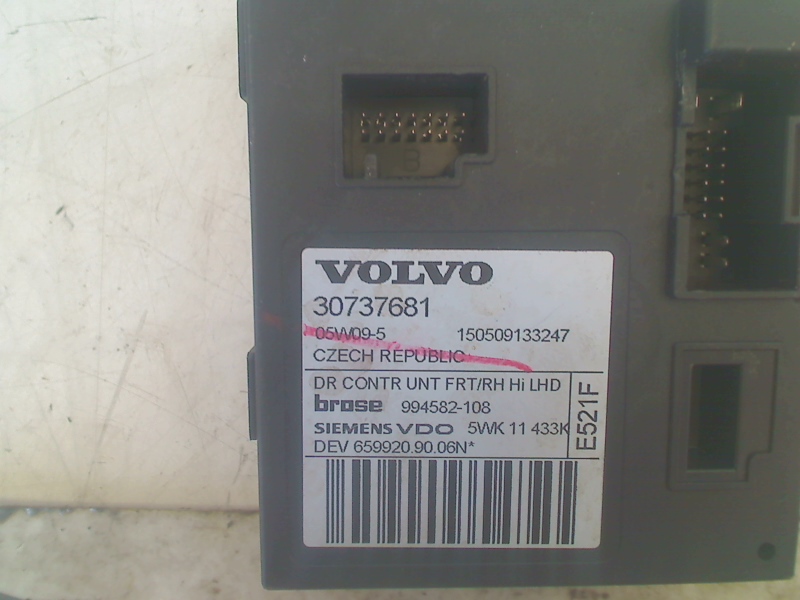 B
VOLVO
30737681
05W09-5 150509133247
CZECH REPUBLIC
DR CONTR UNT FRT/RH Hi LHD
brose 994582-108
SIEMENS VDO 5WK 11 433K
DEV 659920.90.06N*
E521F